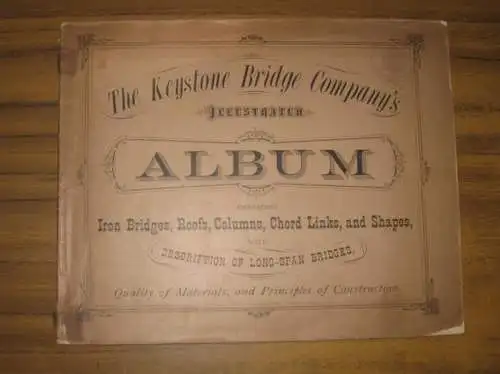 The Keystone Bridge Company's
Illustrated
ALBUM
Iron Bridges, Roofs, Columns, Chord Links, and Shapes,
WITH
DESCRIPTION OF LONG-SPAN BRIDGES,
Quality of Materials, and Principles of Construction.